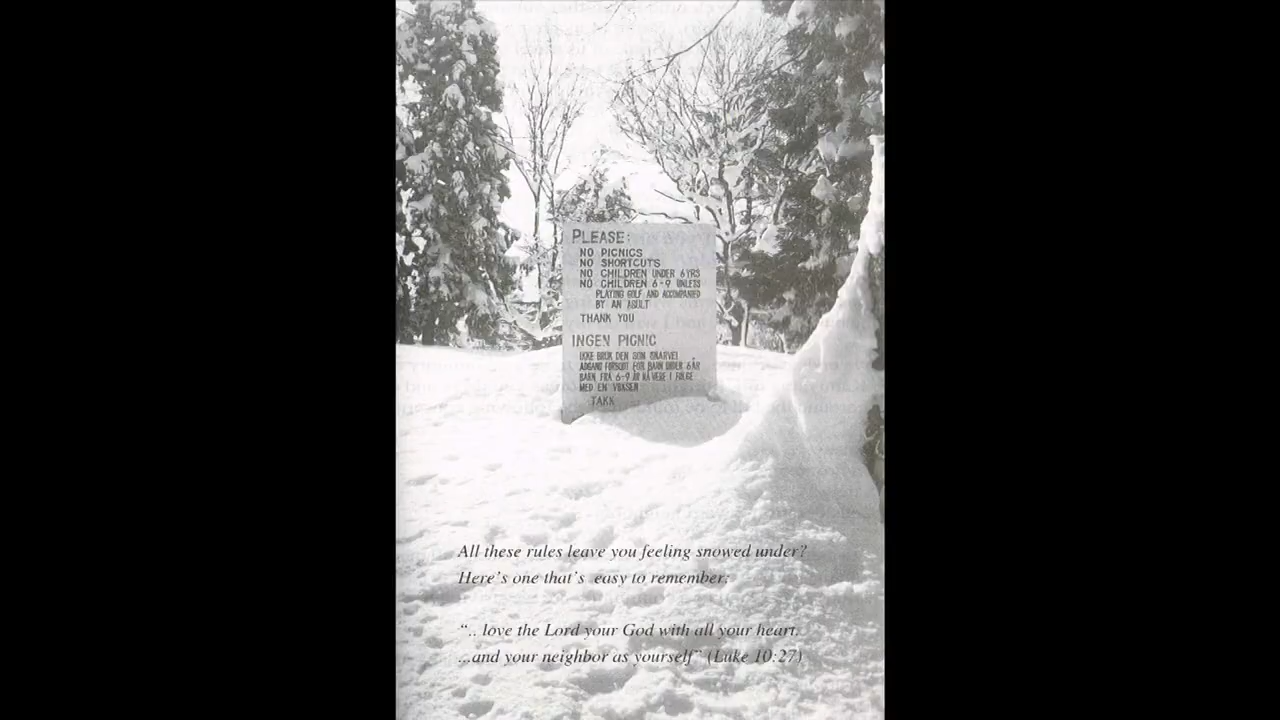 PLEASE:
NO PICNICS
NO SHORTCUTS
NO CHILDREN UNDER 6YRS
NO CHILDREN 6-9 UNLESS
PLAYING GOLF AND ACCOMPANIED
BY AN ADULT
THANK YOU
INGEN PICNIC
IKKE BRUK DEN SOM SNARVEI
ADGANG FORBUDT FOR BARN UNDER 6 ÅR
BARN FRA 6-9 ÅR MÅ VERE I FØLGE
MED EN VOKSEN
TAKK
All these rules leave you feeling snowed under?
Here's one that's easy to remember:
“.. love the Lord your God with all your heart,
...and your neighbor as yourself” (Luke 10:27)